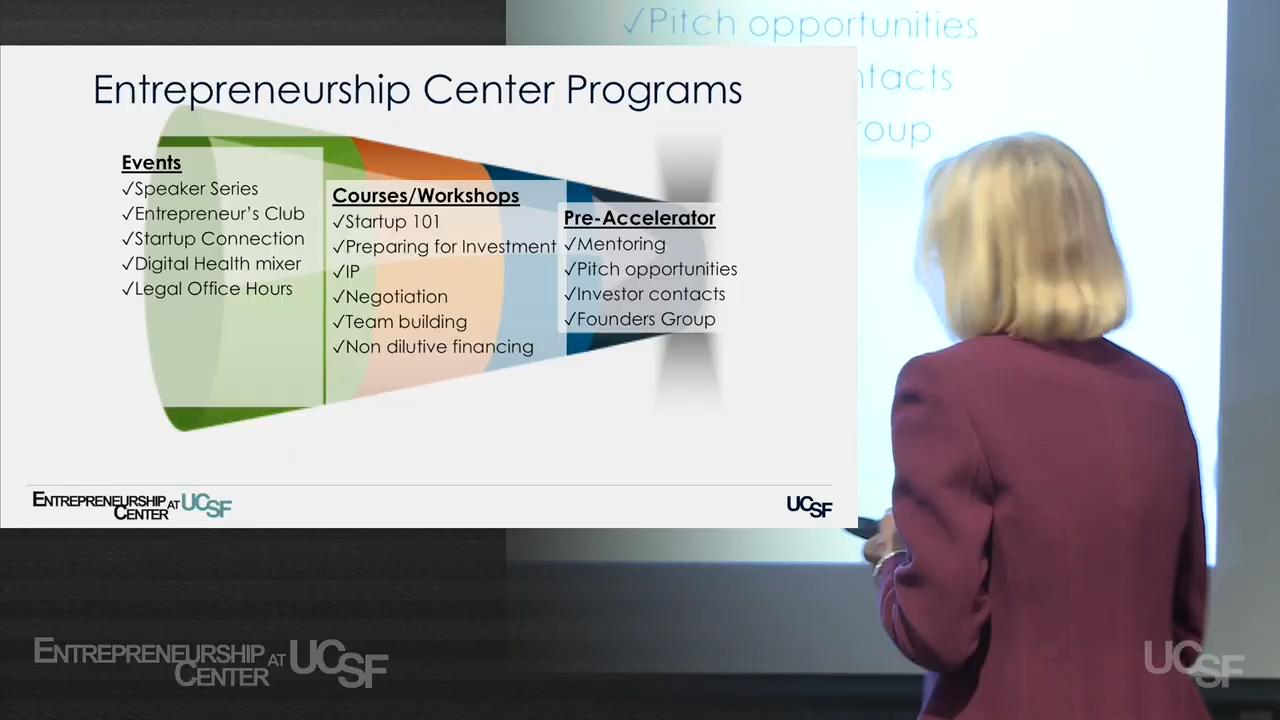 ✓Pitch opportunities
ntacts
roup
Entrepreneurship Center Programs
Events
✓Speaker Series
✓Entrepreneur's Club
✓Startup Connection
✓Digital Health mixer
✓Legal Office Hours
Courses/Workshops
✓Startup 101
✓Preparing for Investment
✓IP
✓Negotiation
✓Team building
✓Non dilutive financing
Pre-Accelerator
✓Mentoring
✓Pitch opportunities
✓Investor contacts
✓Founders Group
ENTREPRENEURSHIP CENTER AT UCSF
UCSF
ENTREPRENEURSHIP CENTER AT UCSF
UCSF